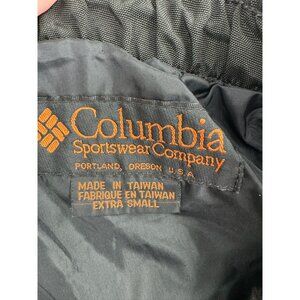 Columbia
Sportswear Company
PORTLAND, OREGON U.S.A.
MADE IN TAIWAN
FABRIQUE EN TAIWAN
EXTRA SMALL